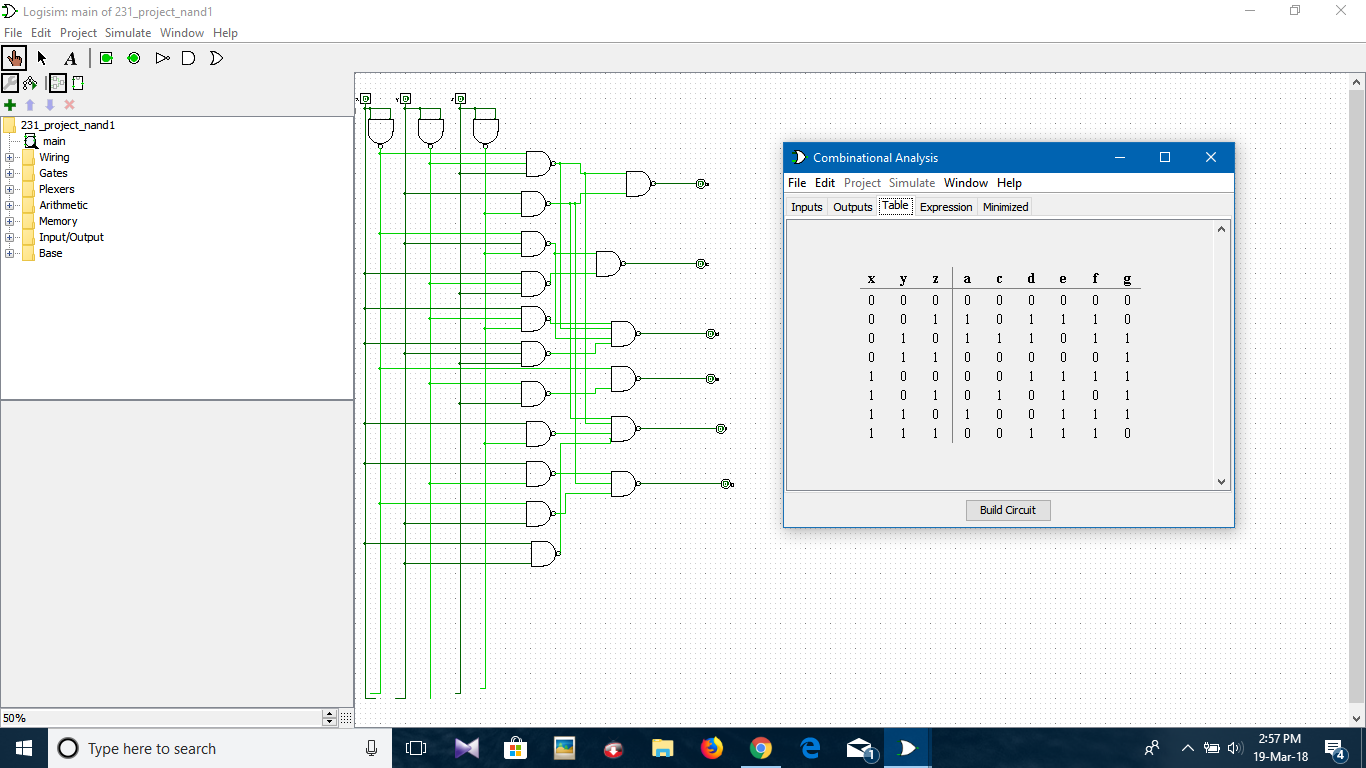 Logisim: main of 231_project_nand1
File Edit Project Simulate Window Help
A
231_project_nand1
main
Wiring
Gates
Plexers
Arithmetic
Memory
Input/Output
Base
50%
Combinational Analysis
File Edit Project Simulate Window Help
Inputs Outputs Table Expression Minimized
x y z a c d e f g
0 0 0 0 0 0 0 0 0
0 0 1 1 0 1 1 1 0
0 1 0 1 1 1 0 1 1
0 1 1 0 0 0 0 0 1
1 0 0 0 0 1 1 1 1
1 0 1 0 1 0 1 0 1
1 1 0 1 0 0 1 1 1
1 1 1 0 0 1 1 1 0
Build Circuit
Type here to search
1
2:57 PM
19-Mar-18
4